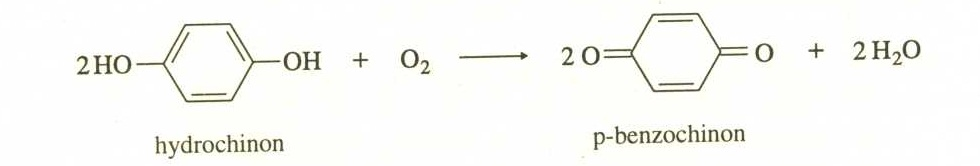 2HO OH + O₂ ⟶ 2O= =O + 2H₂O
hydrochinon p-benzochinon